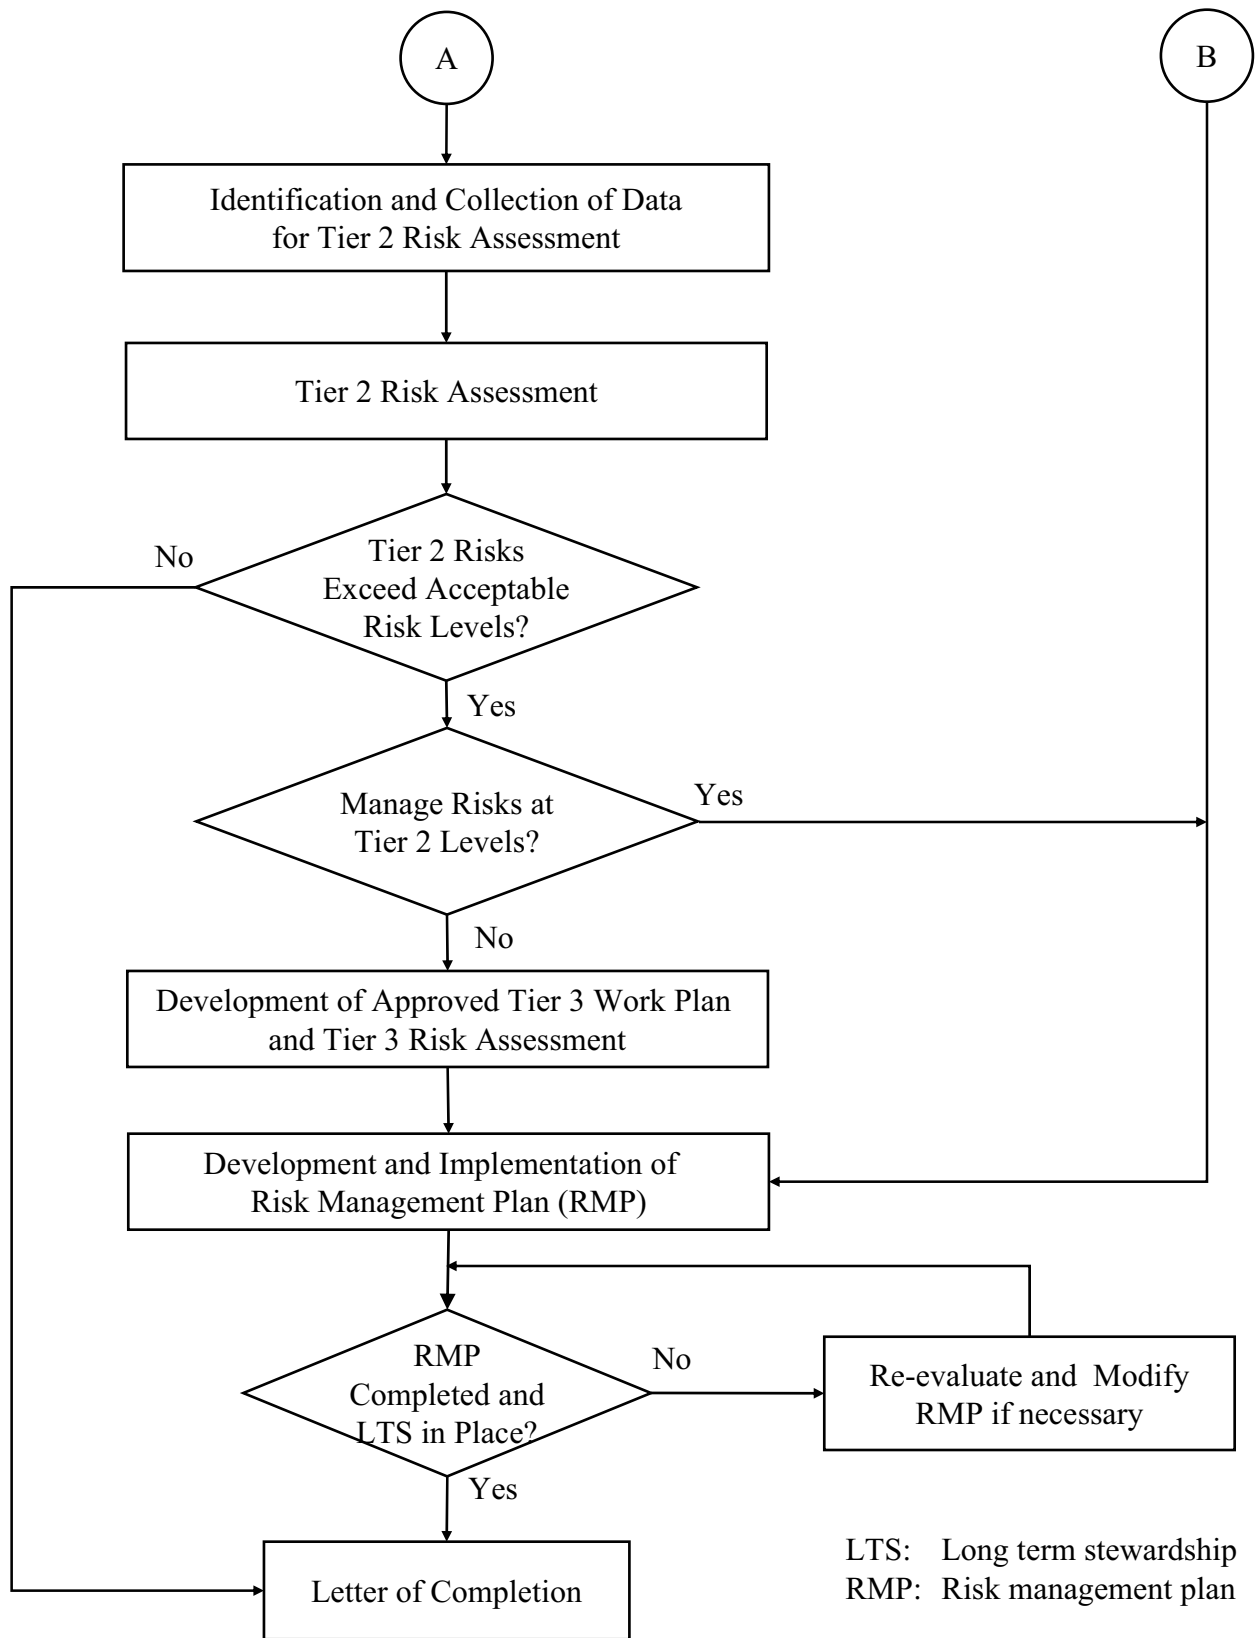 A
B
Identification and Collection of Data
for Tier 2 Risk Assessment
Tier 2 Risk Assessment
No
Tier 2 Risks
Exceed Acceptable
Risk Levels?
Yes
Manage Risks at
Tier 2 Levels?
Yes
No
Development of Approved Tier 3 Work Plan
and Tier 3 Risk Assessment
Development and Implementation of
Risk Management Plan (RMP)
RMP
Completed and
LTS in Place?
No
Re-evaluate and  Modify
RMP if necessary
Yes
Letter of Completion
LTS: Long term stewardship
RMP: Risk management plan